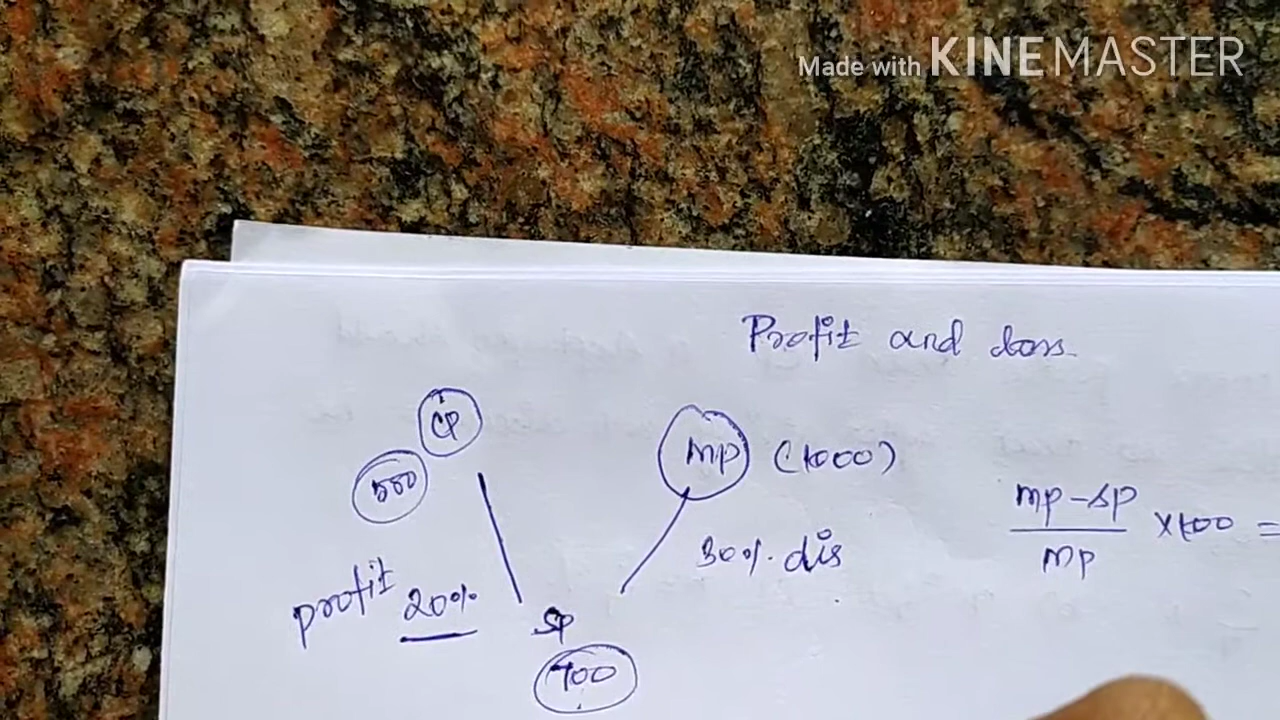 Made with KINEMASTER
Profit and loss.
CP
500
MP (1000)
30%. dis
profit 20%
SP
700
MP - SP
MP
X100 =